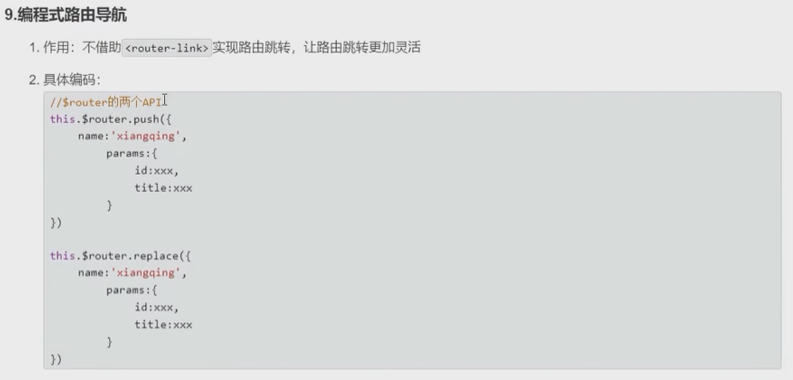 9.编程式路由导航
1. 作用：不借助<router-link>实现路由跳转，让路由跳转更加灵活
2. 具体编码：
//$router的两个API
this.$router.push({
name:'xiangqing',
params:{
id:xxx,
title:xxx
}
})
this.$router.replace({
name:'xiangqing',
params:{
id:xxx,
title:xxx
}
})